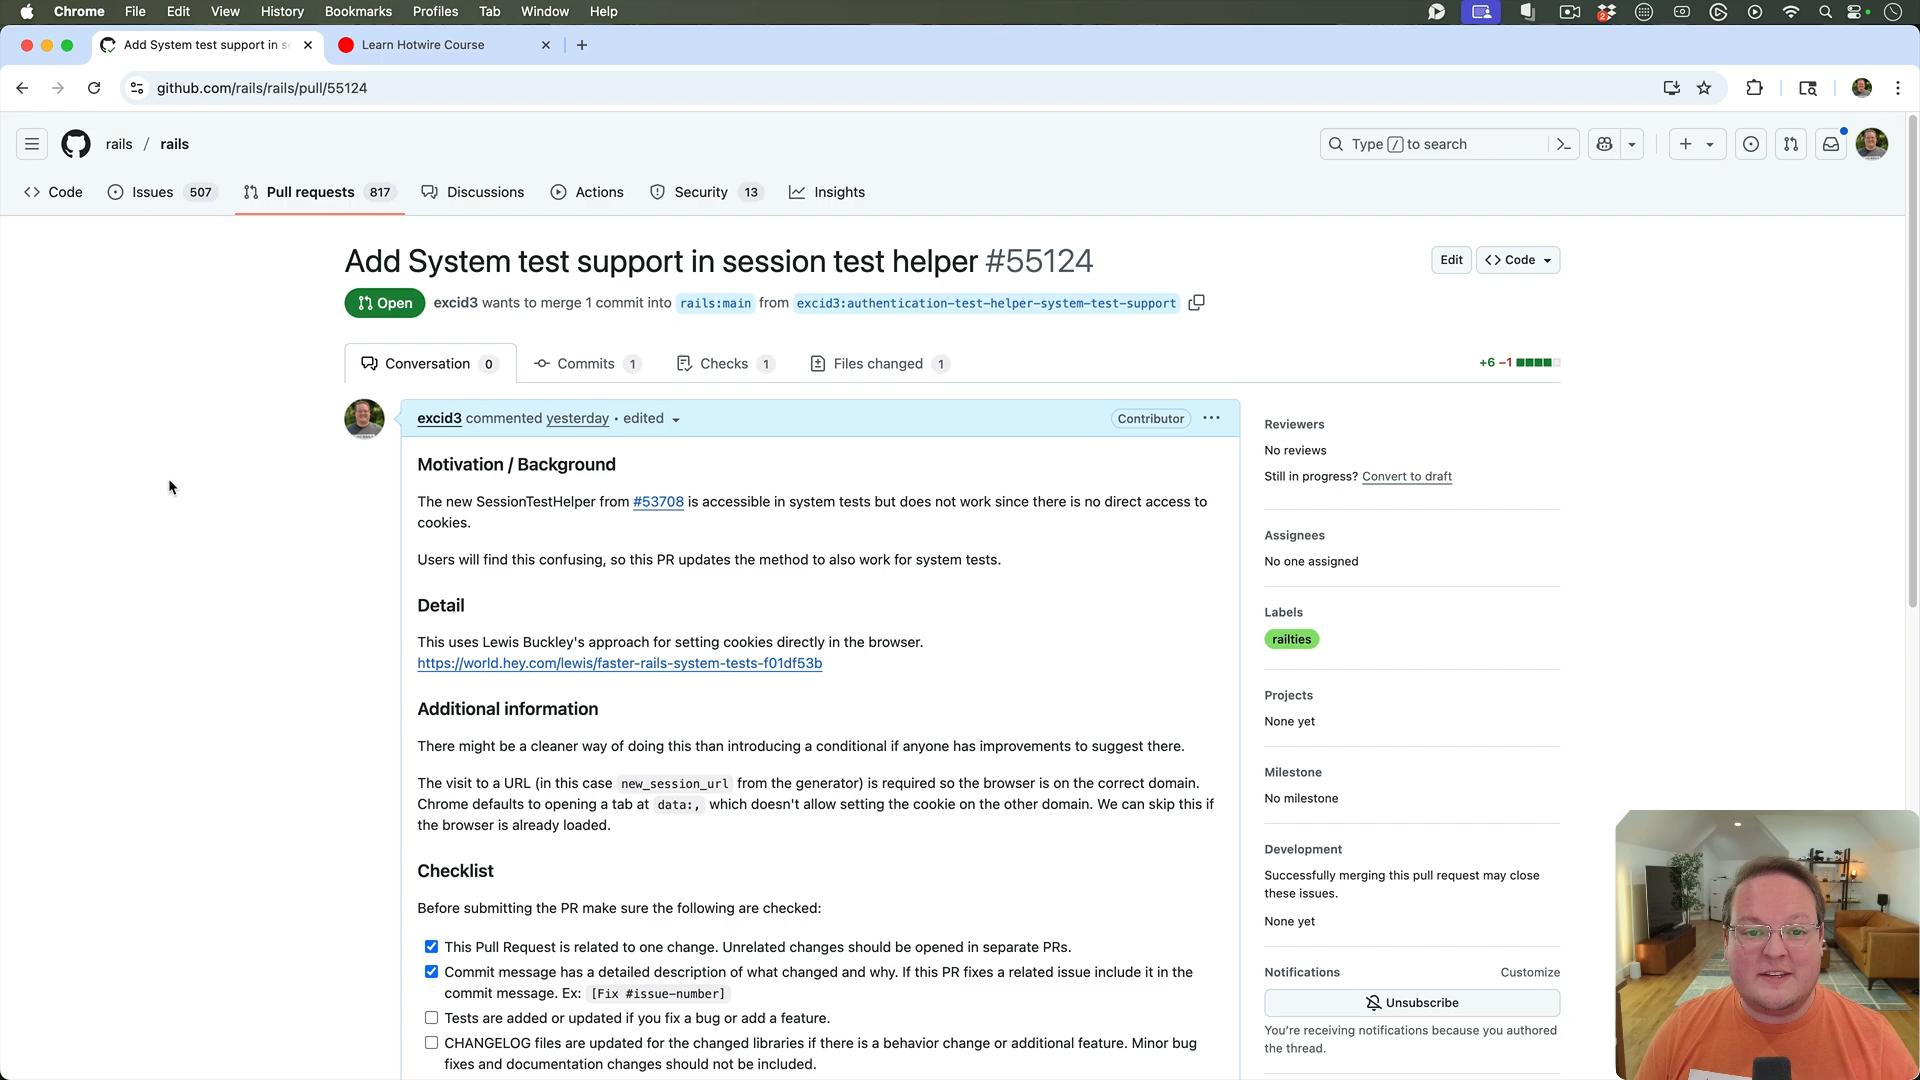 Chrome File Edit View History Bookmarks Profiles Tab Window Help
Add System test support in se
Learn Hotwire Course
github.com/rails/rails/pull/55124
rails / rails
Type / to search
Code
Issues 507
Pull requests 817
Discussions
Actions
Security 13
Insights
Add System test support in session test helper #55124
Edit
Code
Open
excid3 wants to merge 1 commit into rails:main from excid3:authentication-test-helper-system-test-support
Conversation 0
Commits 1
Checks 1
Files changed 1
+6 −1
excid3 commented yesterday • edited
Contributor
Motivation / Background
The new SessionTestHelper from #53708 is accessible in system tests but does not work since there is no direct access to
cookies.
Users will find this confusing, so this PR updates the method to also work for system tests.
Detail
This uses Lewis Buckley's approach for setting cookies directly in the browser.
https://world.hey.com/lewis/faster-rails-system-tests-f01df53b
Additional information
There might be a cleaner way of doing this than introducing a conditional if anyone has improvements to suggest there.
The visit to a URL (in this case new_session_url from the generator) is required so the browser is on the correct domain.
Chrome defaults to opening a tab at data:, which doesn't allow setting the cookie on the other domain. We can skip this if
the browser is already loaded.
Checklist
Before submitting the PR make sure the following are checked:
This Pull Request is related to one change. Unrelated changes should be opened in separate PRs.
Commit message has a detailed description of what changed and why. If this PR fixes a related issue include it in the
commit message. Ex: [Fix #issue-number]
Tests are added or updated if you fix a bug or add a feature.
CHANGELOG files are updated for the changed libraries if there is a behavior change or additional feature. Minor bug
fixes and documentation changes should not be included.
Reviewers
No reviews
Still in progress? Convert to draft
Assignees
No one assigned
Labels
railties
Projects
None yet
Milestone
No milestone
Development
Successfully merging this pull request may close
these issues.
None yet
Notifications
Customize
Unsubscribe
You're receiving notifications because you authored
the thread.